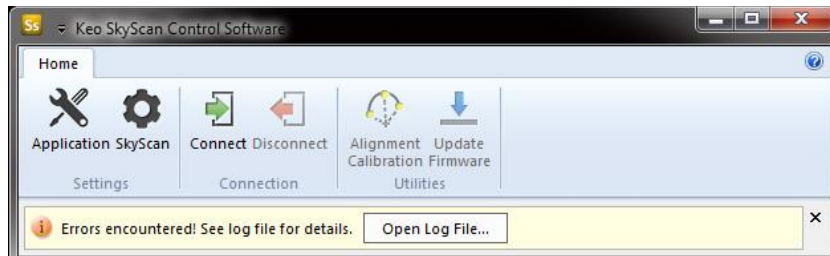 Ss Keo SkyScan Control Software
Home
Application SkyScan Connect Disconnect Alignment Update
Calibration Firmware
Settings Connection Utilities
Errors encountered! See log file for details. Open Log File...